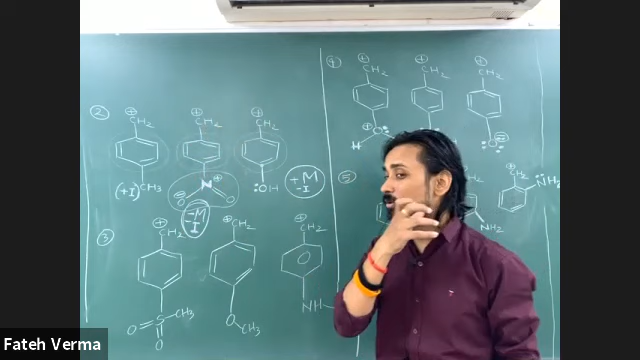 ②
⊕
CH₂
(+I) CH₃
⊕
CH₂
N⊕
⊖O O
-M
-I
⊕
CH₂
:OH
+M
-I
③
⊕
CH₂
O S CH₃
O
⊕
CH₂
O
CH₃
⊕
CH₂
NH
④
⊕
CH₂
⊕
O
H
⊕
CH₂
⊕
CH₂
O
⊖
⑤
H₂
NH₂
⊕
CH₂
NH₂
Fateh Verma